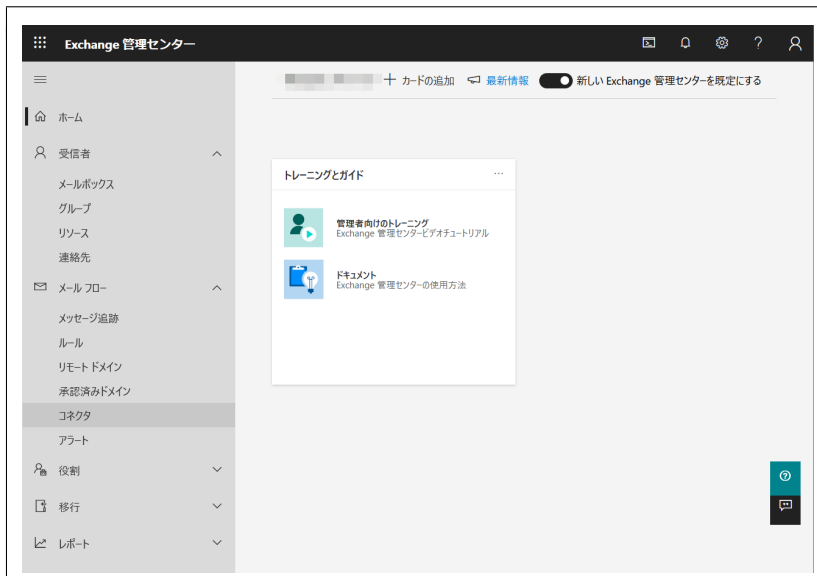 Exchange 管理センター
カードの追加 最新情報 新しい Exchange 管理センターを既定にする
ホーム
受信者
メールボックス
グループ
リソース
連絡先
メール フロー
メッセージ追跡
ルール
リモート ドメイン
承認済みドメイン
コネクタ
アラート
役割
移行
レポート
トレーニングとガイド
管理者向けのトレーニング
Exchange 管理センタービデオチュートリアル
ドキュメント
Exchange 管理センターの使用方法